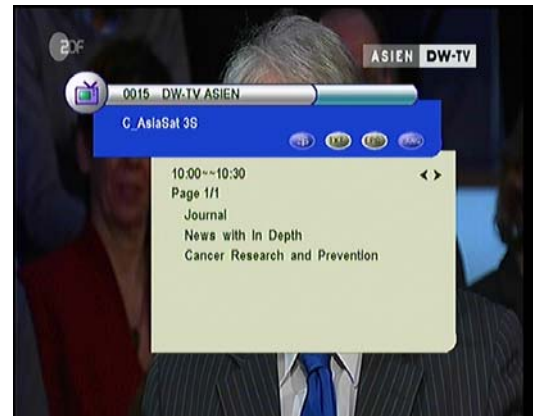 ZDF
ASIEN DW-TV
0015 DW-TV ASIEN
C_AsiaSat 3S
10:00~~10:30
Page 1/1
Journal
News with In Depth
Cancer Research and Prevention